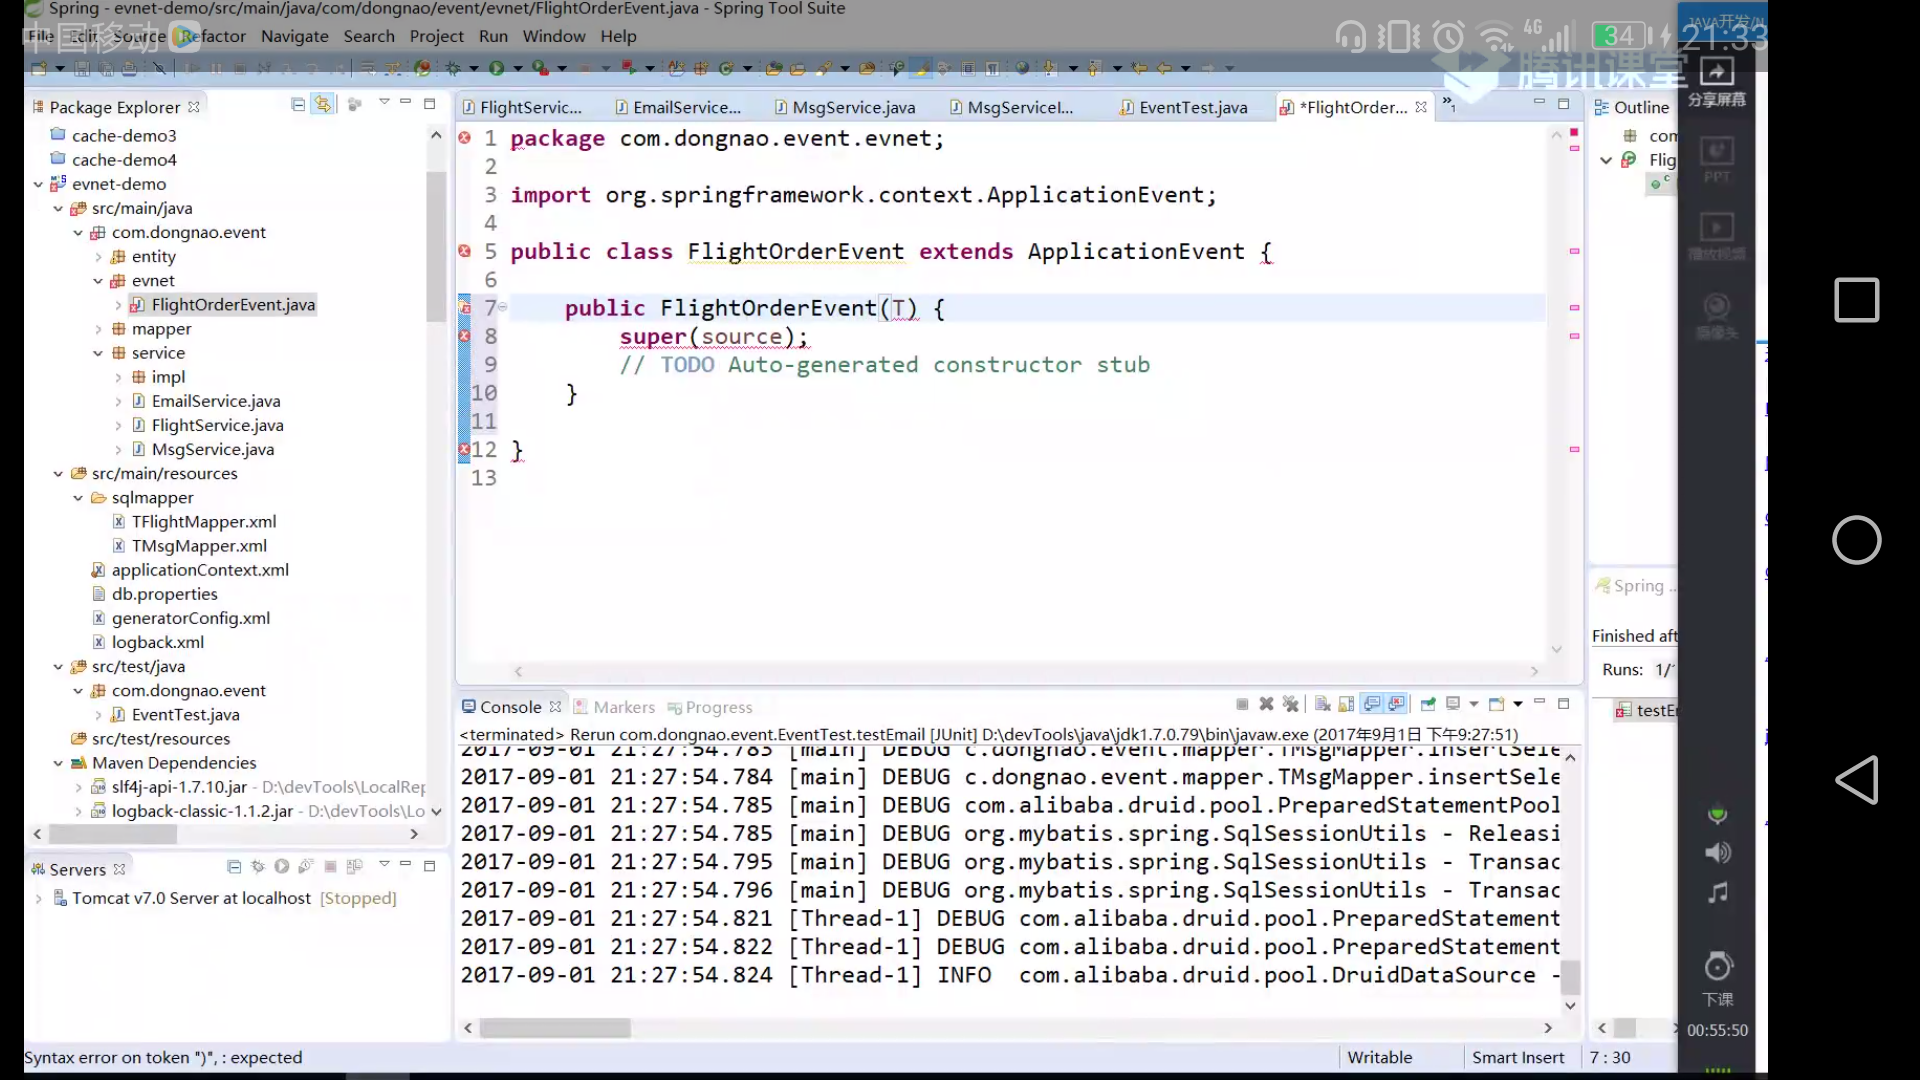 Spring - evnet-demo/src/main/java/com/dongnao/event/evnet/FlightOrderEvent.java - Spring Tool Suite
中国移动
File Edit Source Refactor Navigate Search Project Run Window Help
4G
34
21:33
JAVA开发/
腾讯课堂
分享屏幕
PPT
播放视频
摄像头
下课
00:55:50
Package Explorer
cache-demo3
cache-demo4
evnet-demo
src/main/java
com.dongnao.event
entity
evnet
FlightOrderEvent.java
mapper
service
impl
EmailService.java
FlightService.java
MsgService.java
src/main/resources
sqlmapper
TFlightMapper.xml
TMsgMapper.xml
applicationContext.xml
db.properties
generatorConfig.xml
logback.xml
src/test/java
com.dongnao.event
EventTest.java
src/test/resources
Maven Dependencies
slf4j-api-1.7.10.jar - D:\devTools\LocalRep
logback-classic-1.1.2.jar - D:\devTools\Lo
Servers
Tomcat v7.0 Server at localhost [Stopped]
FlightServic...
EmailService...
MsgService.java
MsgServiceI...
EventTest.java
*FlightOrder...
»1
1 package com.dongnao.event.evnet;
2
3 import org.springframework.context.ApplicationEvent;
4
5 public class FlightOrderEvent extends ApplicationEvent {
6
7 public FlightOrderEvent(T) {
8 super(source);
9 // TODO Auto-generated constructor stub
10 }
11
12 }
13
Outline
com
Flig
Spring ...
Finished aft
Runs: 1/
testE
Console
Markers
Progress
<terminated> Rerun com.dongnao.event.EventTest.testEmail [JUnit] D:\devTools\java\jdk1.7.0.79\bin\javaw.exe (2017年9月1日 下午9:27:51)
2017-09-01 21:27:54.783 [main] DEBUG c.dongnao.event.mapper.TMsgMapper.insertSele
2017-09-01 21:27:54.784 [main] DEBUG c.dongnao.event.mapper.TMsgMapper.insertSele
2017-09-01 21:27:54.785 [main] DEBUG com.alibaba.druid.pool.PreparedStatementPool
2017-09-01 21:27:54.785 [main] DEBUG org.mybatis.spring.SqlSessionUtils - Releasi
2017-09-01 21:27:54.795 [main] DEBUG org.mybatis.spring.SqlSessionUtils - Transac
2017-09-01 21:27:54.796 [main] DEBUG org.mybatis.spring.SqlSessionUtils - Transac
2017-09-01 21:27:54.821 [Thread-1] DEBUG com.alibaba.druid.pool.PreparedStatement
2017-09-01 21:27:54.822 [Thread-1] DEBUG com.alibaba.druid.pool.PreparedStatement
2017-09-01 21:27:54.824 [Thread-1] INFO com.alibaba.druid.pool.DruidDataSource -
Syntax error on token ")", : expected
Writable
Smart Insert
7 : 30